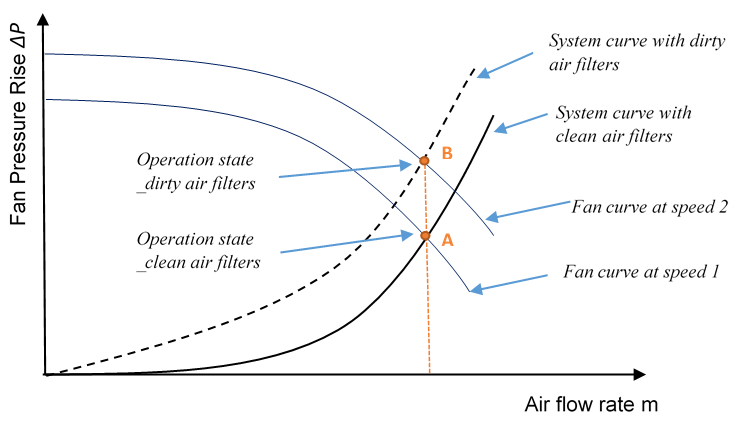 Fan Pressure Rise ΔP
System curve with dirty
air filters
System curve with
clean air filters
B
Operation state
_dirty air filters
Fan curve at speed 2
A
Operation state
_clean air filters
Fan curve at speed 1
Air flow rate m